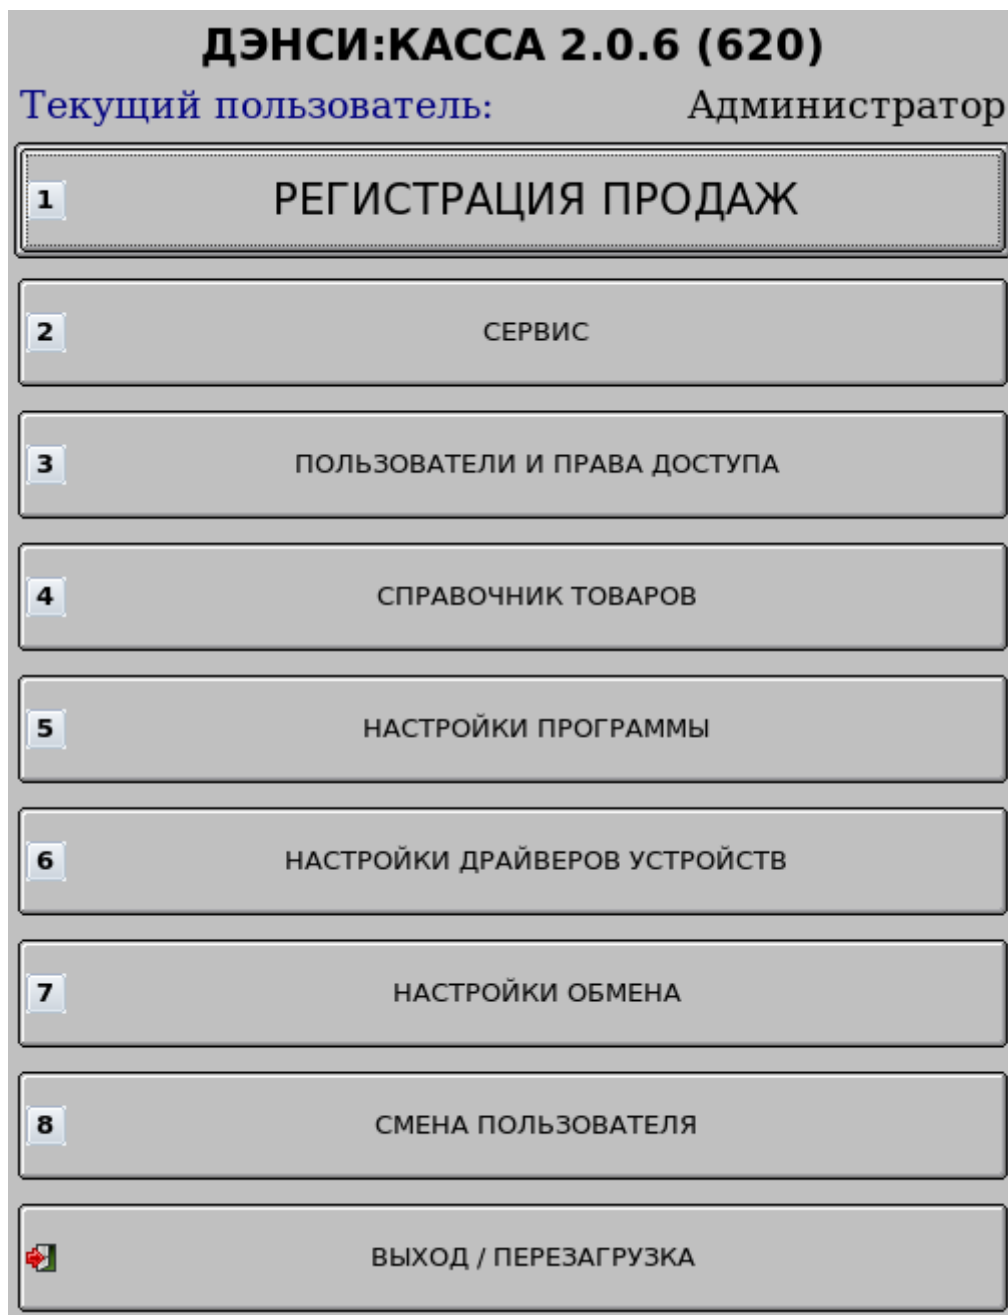 ДЭНСИ:КАССА 2.0.6 (620)
Текущий пользователь: Администратор
1 РЕГИСТРАЦИЯ ПРОДАЖ
2 СЕРВИС
3 ПОЛЬЗОВАТЕЛИ И ПРАВА ДОСТУПА
4 СПРАВОЧНИК ТОВАРОВ
5 НАСТРОЙКИ ПРОГРАММЫ
6 НАСТРОЙКИ ДРАЙВЕРОВ УСТРОЙСТВ
7 НАСТРОЙКИ ОБМЕНА
8 СМЕНА ПОЛЬЗОВАТЕЛЯ
ВЫХОД / ПЕРЕЗАГРУЗКА